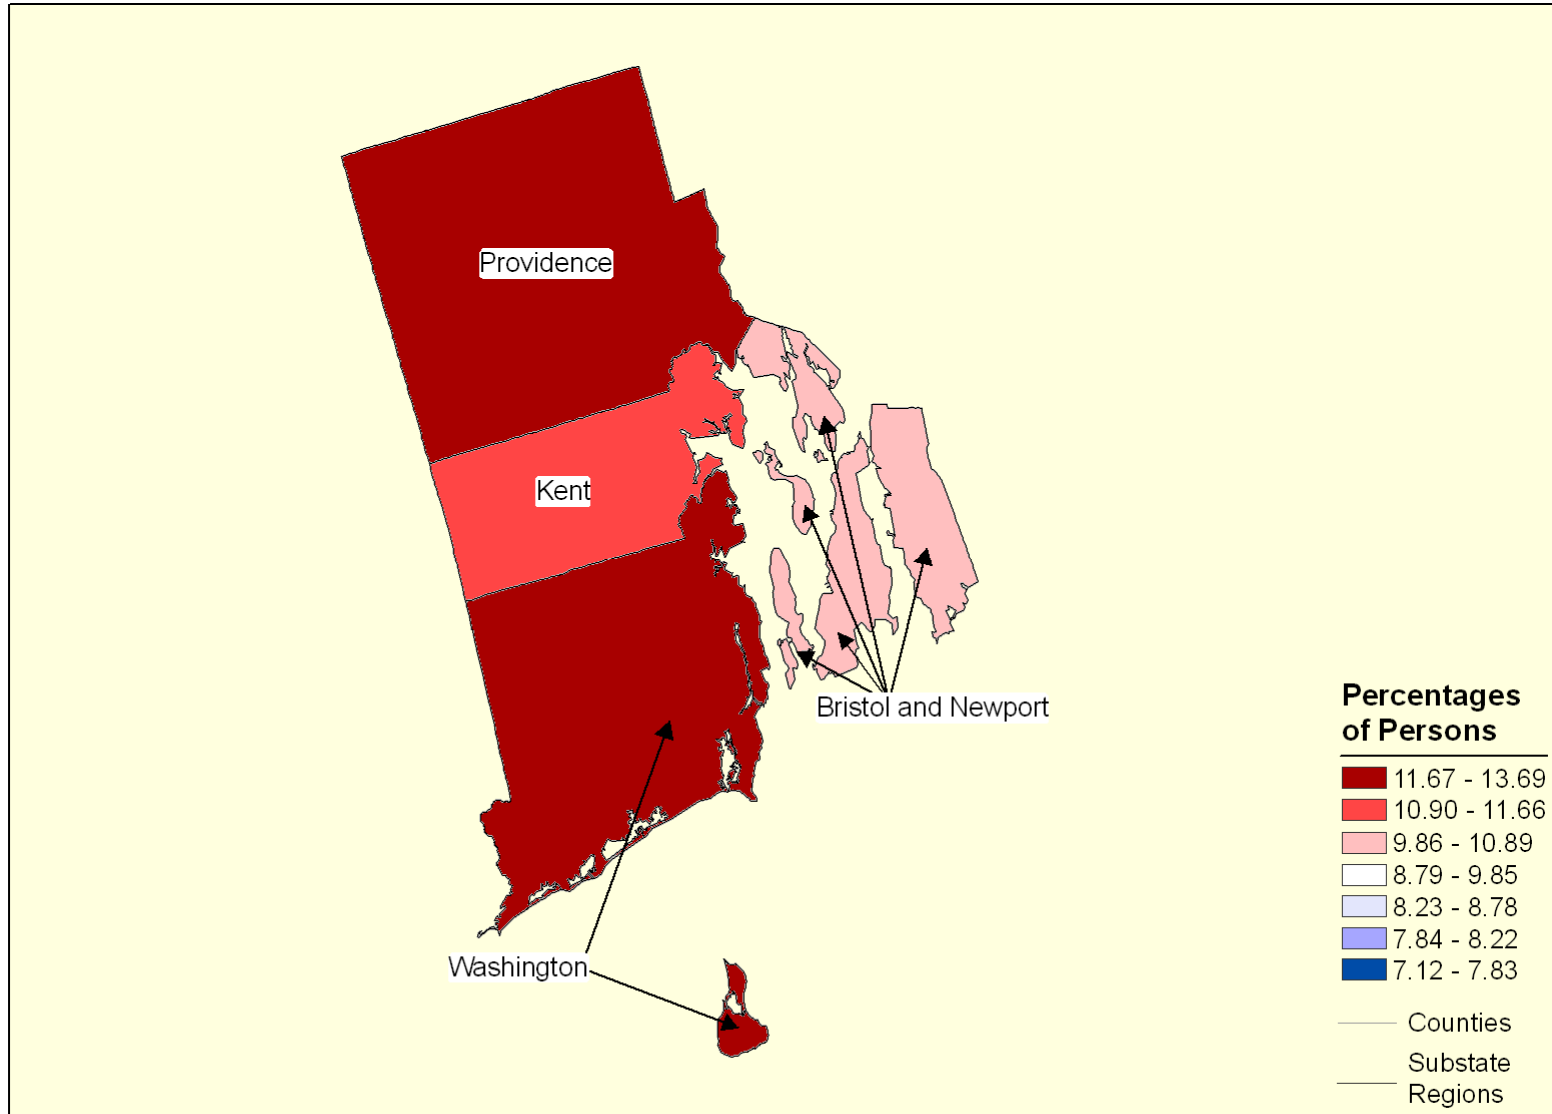 Providence
Kent
Bristol and Newport
Washington
Percentages
of Persons
11.67 - 13.69
10.90 - 11.66
9.86 - 10.89
8.79 - 9.85
8.23 - 8.78
7.84 - 8.22
7.12 - 7.83
Counties
Substate
Regions